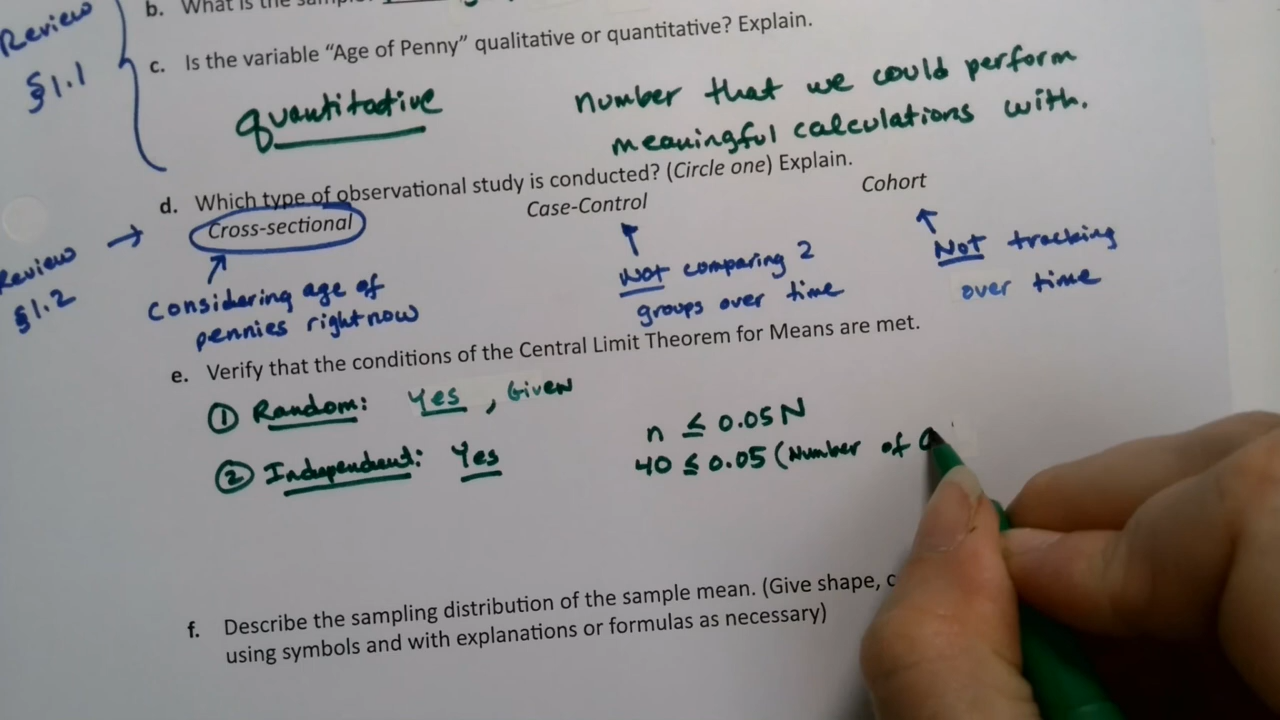 Review
§1.1
b. What is the
c. Is the variable “Age of Penny” qualitative or quantitative? Explain.
quantitative
number that we could perform
meaningful calculations with.
d. Which type of observational study is conducted? (Circle one) Explain.
Cross-sectional Case-Control Cohort
Review →
§1.2
Considering age of
pennies right now
Not comparing 2
groups over time
Not tracking
over time
e. Verify that the conditions of the Central Limit Theorem for Means are met.
① Random: Yes, Given
② Independent: Yes
n ≤ 0.05N
40 ≤ 0.05 (Number of
f. Describe the sampling distribution of the sample mean. (Give shape,
using symbols and with explanations or formulas as necessary)